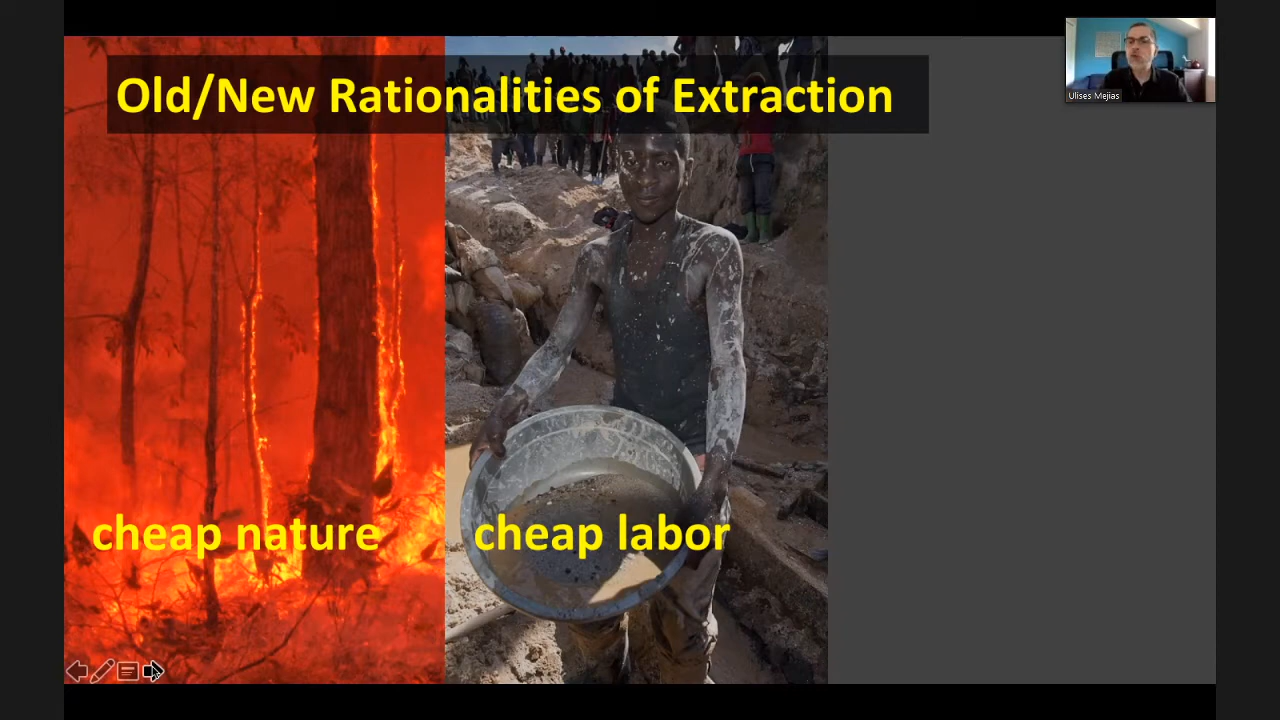 Old/New Rationalities of Extraction
Ulises Mejias
cheap nature
cheap labor